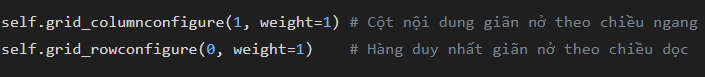 self.grid_columnconfigure(1, weight=1) # Cột nội dung giãn nở theo chiều ngang
self.grid_rowconfigure(0, weight=1)    # Hàng duy nhất giãn nở theo chiều dọc